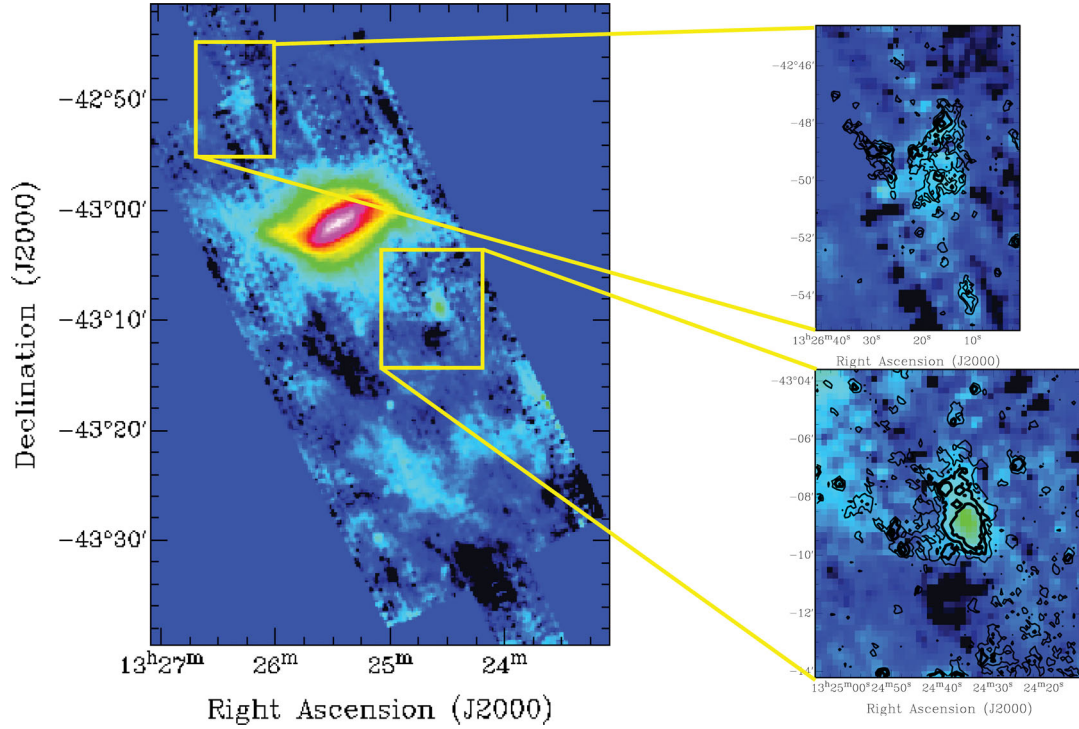 Declination (J2000)
−42°50′
−43°00′
−43°10′
−43°20′
−43°30′
13ʰ27ᵐ 26ᵐ 25ᵐ 24ᵐ
Right Ascension (J2000)
−42°46′
−48′
−50′
−52′
−54′
13ʰ26ᵐ40ˢ 30ˢ 20ˢ 10ˢ
Right Ascension (J2000)
−43°04′
−06′
−08′
−10′
−12′
−14′
13ʰ25ᵐ00ˢ 24ᵐ50ˢ 24ᵐ40ˢ 24ᵐ30ˢ 24ᵐ20ˢ
Right Ascension (J2000)